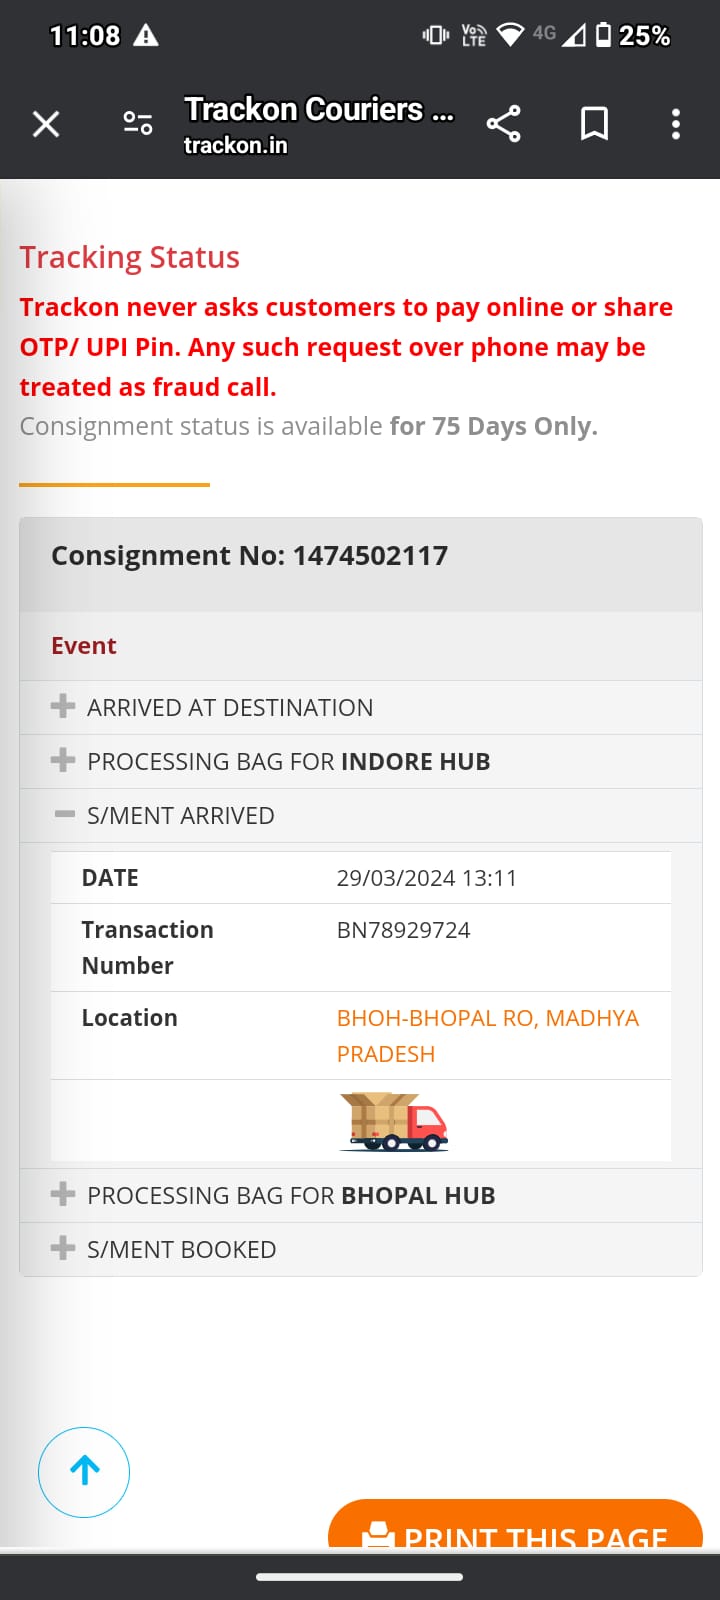 11:08
Vo))
LTE
4G
25%
Trackon Couriers ...
trackon.in
Tracking Status
Trackon never asks customers to pay online or share
OTP/ UPI Pin. Any such request over phone may be
treated as fraud call.
Consignment status is available for 75 Days Only.
Consignment No: 1474502117
Event
ARRIVED AT DESTINATION
PROCESSING BAG FOR INDORE HUB
S/MENT ARRIVED
DATE 29/03/2024 13:11
Transaction Number BN78929724
Location BHOH-BHOPAL RO, MADHYA
PRADESH
PROCESSING BAG FOR BHOPAL HUB
S/MENT BOOKED
PRINT THIS PAGE